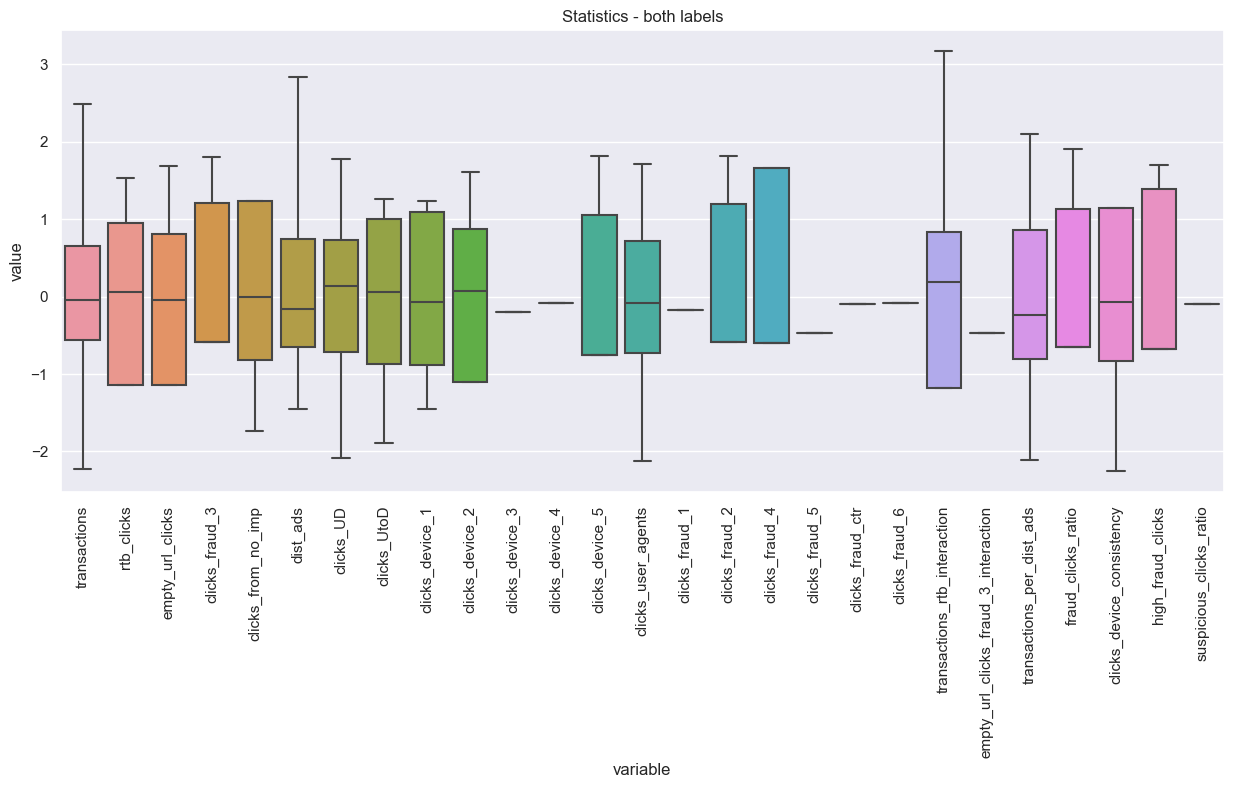 Statistics - both labels
value
3
2
1
0
−1
−2
transactions
rtb_clicks
empty_url_clicks
clicks_fraud_3
clicks_from_no_imp
dist_ads
clicks_UD
clicks_UtoD
clicks_device_1
clicks_device_2
clicks_device_3
clicks_device_4
clicks_device_5
clicks_user_agents
clicks_fraud_1
clicks_fraud_2
clicks_fraud_4
clicks_fraud_5
clicks_fraud_ctr
clicks_fraud_6
transactions_rtb_interaction
empty_url_clicks_fraud_3_interaction
transactions_per_dist_ads
fraud_clicks_ratio
clicks_device_consistency
high_fraud_clicks
suspicious_clicks_ratio
variable